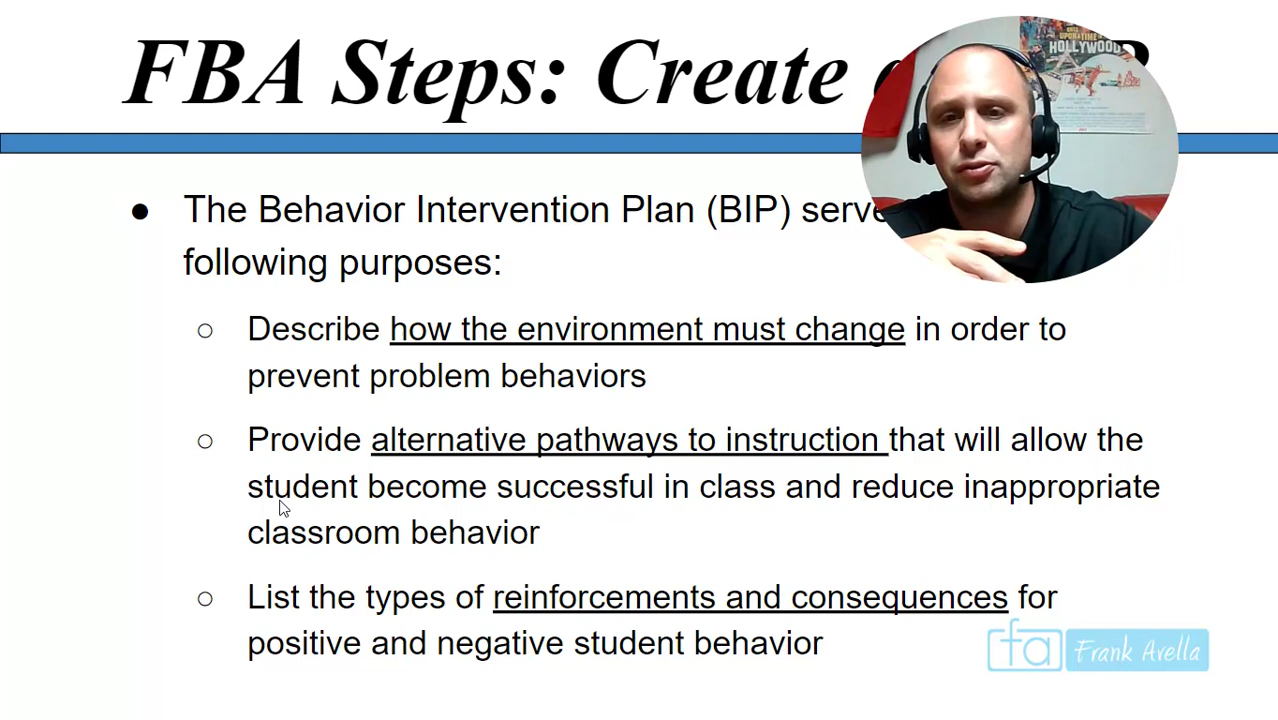 FBA Steps: Create
HOLLYWOOD
The Behavior Intervention Plan (BIP)
following purposes:
Describe how the environment must change in order to
prevent problem behaviors
Provide alternative pathways to instruction that will allow the
student become successful in class and reduce inappropriate
classroom behavior
List the types of reinforcements and consequences for
positive and negative student behavior
fa Frank Avella